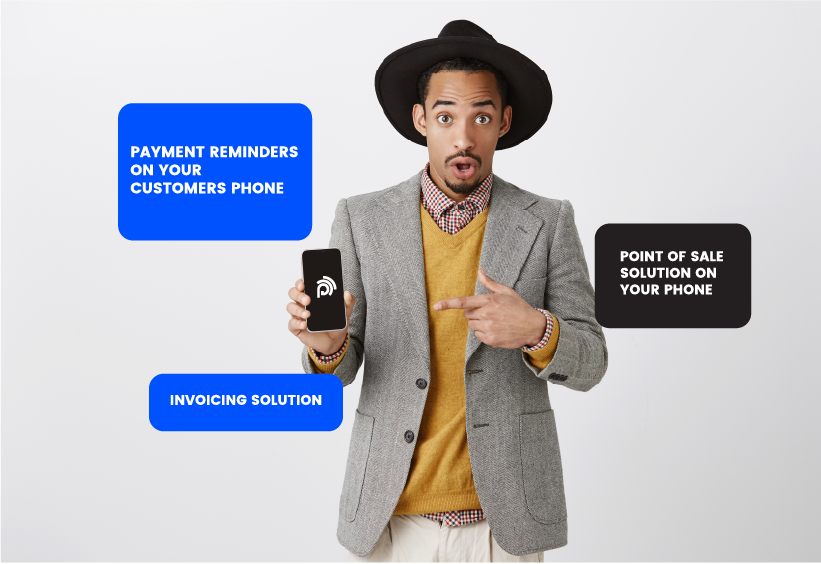 PAYMENT REMINDERS
ON YOUR
CUSTOMERS PHONE
POINT OF SALE
SOLUTION ON
YOUR PHONE
INVOICING SOLUTION